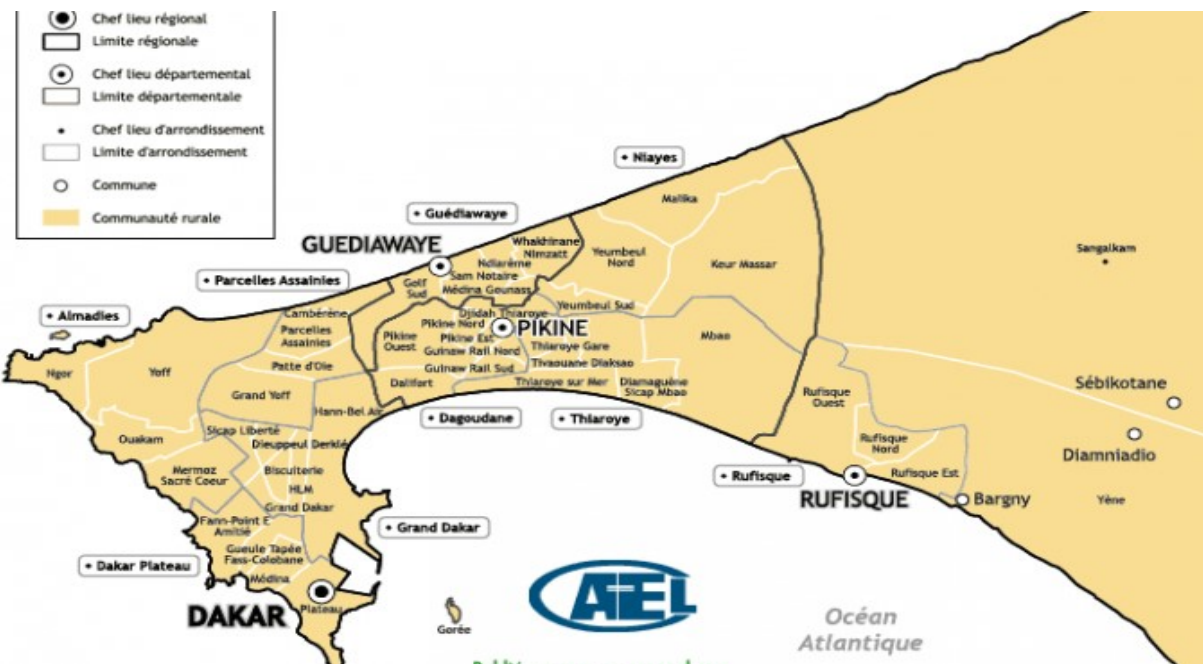 Chef lieu régional
Limite régionale
Chef lieu départemental
Limite départementale
Chef lieu d'arrondissement
Limite d'arrondissement
Commune
Communauté rurale
• Niayes
• Guédiawaye
GUEDIAWAYE
• Parcelles Assainies
• Almadies
Malika
Whakhinane
Nimzatt
Yeumbeul
Nord
Keur Massar
Sangalkam
Ndiarème
Sam Notaire
Golf
Sud
Médina Gounass
Cambérène
Djidah Thiaroye
Yeumbeul Sud
Parcelles
Assainies
Pikine Nord
PIKINE
Pikine
Ouest
Pikine Est
Guinaw Rail Nord
Thiaroye Gare
Mbao
Ngor
Yoff
Patte d'Oie
Guinaw Rail Sud
Tivaouane Diaksao
Dalifort
Thiaroye sur Mer
Diamaguène
Sicap Mbao
Sébikotane
Grand Yoff
Hann-Bel Air
Rufisque
Ouest
• Dagoudane
• Thiaroye
Ouakam
Sicap Liberté
Dieuppeul Derklé
Rufisque
Nord
Diamniadio
Mermoz
Sacré Coeur
Biscuiterie
HLM
• Rufisque
Rufisque Est
RUFISQUE
Bargny
Yène
Grand Dakar
Fann-Point E
Amitié
• Grand Dakar
Gueule Tapée
Fass-Colobane
• Dakar Plateau
Médina
DAKAR
Plateau
Gorée
ATEL
Océan
Atlantique